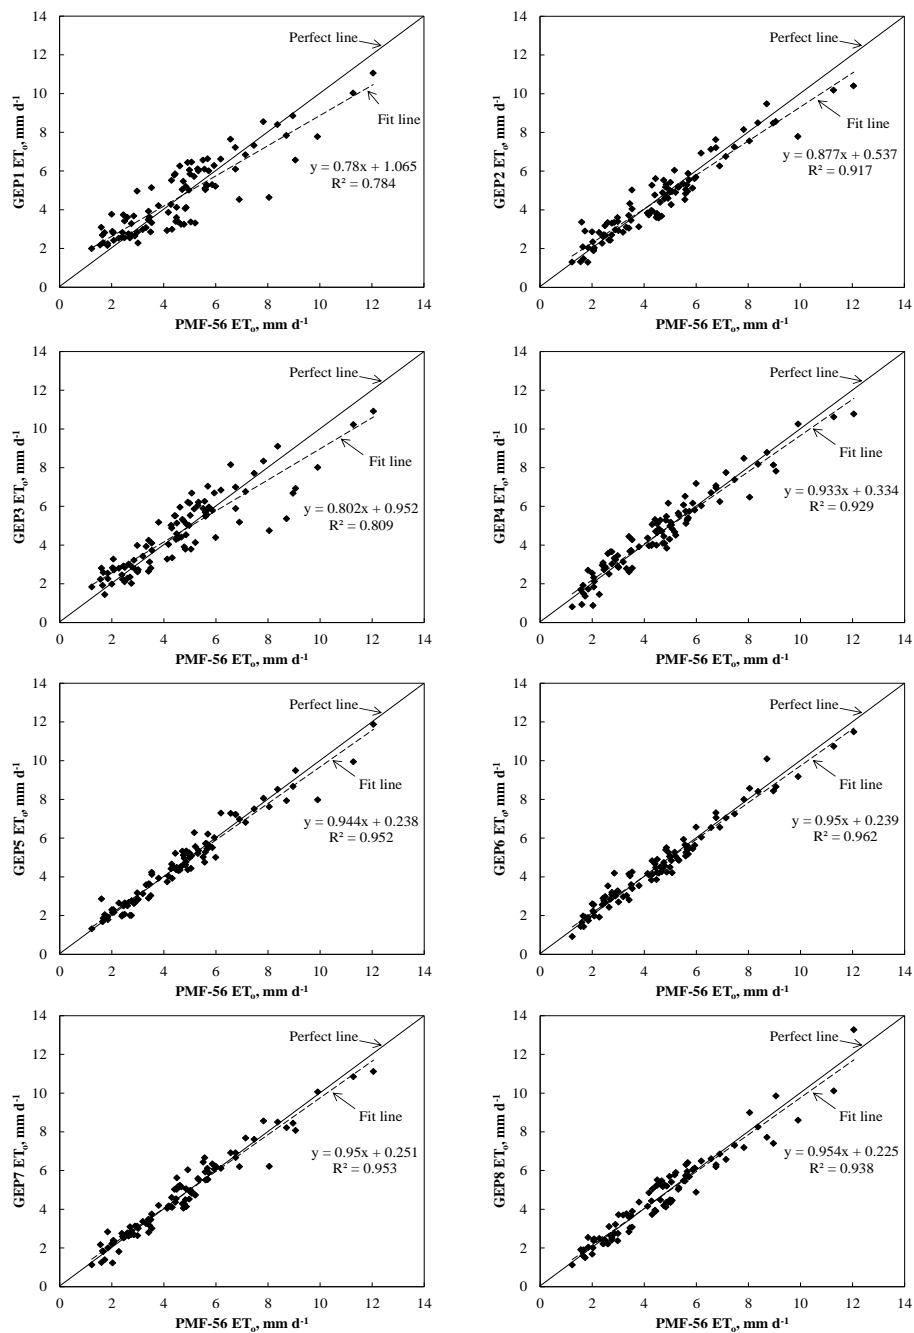 14
12
10
8
6
4
2
0
GEP1 ETo, mm d-1
Perfect line
Fit line
y = 0.78x + 1.065
R² = 0.784
0 2 4 6 8 10 12 14
PMF-56 ETo, mm d-1
14
12
10
8
6
4
2
0
GEP2 ETo, mm d-1
Perfect line
Fit line
y = 0.877x + 0.537
R² = 0.917
0 2 4 6 8 10 12 14
PMF-56 ETo, mm d-1
14
12
10
8
6
4
2
0
GEP3 ETo, mm d-1
Perfect line
Fit line
y = 0.802x + 0.952
R² = 0.809
0 2 4 6 8 10 12 14
PMF-56 ETo, mm d-1
14
12
10
8
6
4
2
0
GEP4 ETo, mm d-1
Perfect line
Fit line
y = 0.933x + 0.334
R² = 0.929
0 2 4 6 8 10 12 14
PMF-56 ETo, mm d-1
14
12
10
8
6
4
2
0
GEP5 ETo, mm d-1
Perfect line
Fit line
y = 0.944x + 0.238
R² = 0.952
0 2 4 6 8 10 12 14
PMF-56 ETo, mm d-1
14
12
10
8
6
4
2
0
GEP6 ETo, mm d-1
Perfect line
Fit line
y = 0.95x + 0.239
R² = 0.962
0 2 4 6 8 10 12 14
PMF-56 ETo, mm d-1
14
12
10
8
6
4
2
0
GEP7 ETo, mm d-1
Perfect line
Fit line
y = 0.95x + 0.251
R² = 0.953
0 2 4 6 8 10 12 14
PMF-56 ETo, mm d-1
14
12
10
8
6
4
2
0
GEP8 ETo, mm d-1
Perfect line
Fit line
y = 0.954x + 0.225
R² = 0.938
0 2 4 6 8 10 12 14
PMF-56 ETo, mm d-1